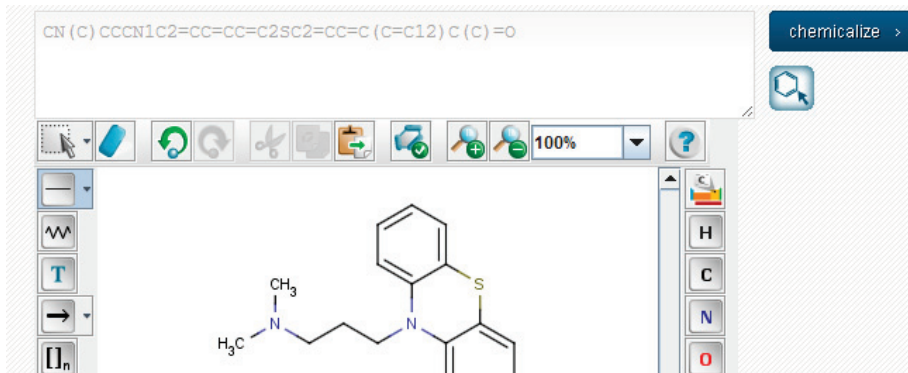 CN(C)CCCN1C2=CC=CC=C2SC2=CC=C(C=C12)C(C)=O
chemicalize >
100%
?
C
H
T
CH3
S
C
N
N
N
H3C
[]n
O